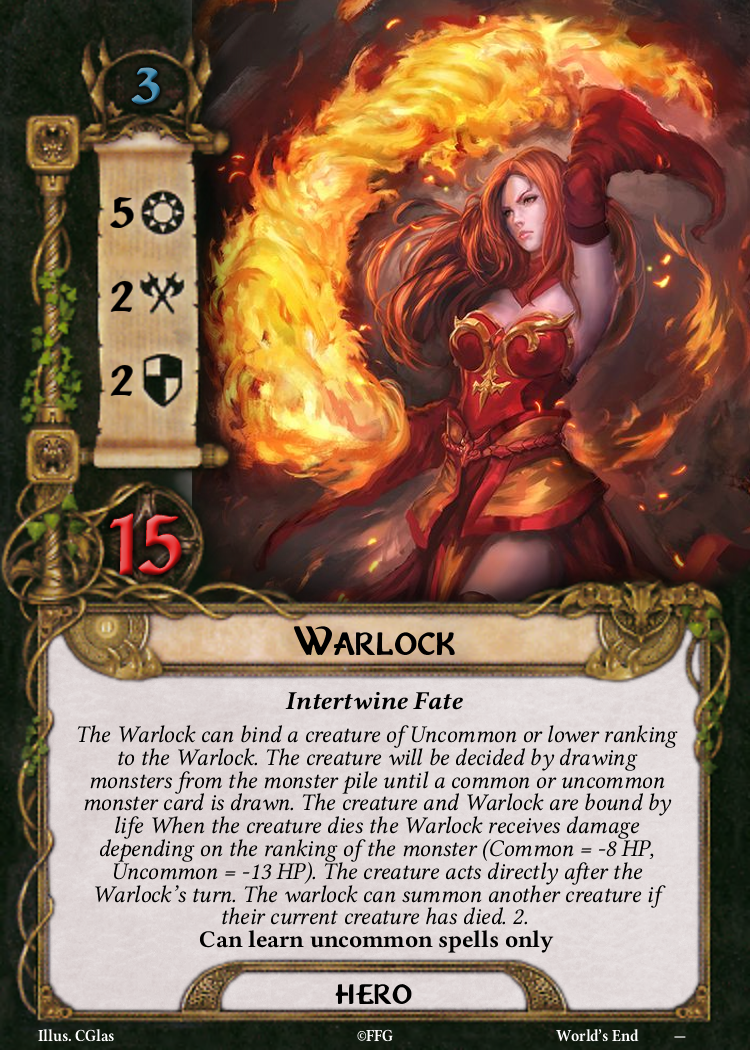 3
5
2
2
15
Warlock
Intertwine Fate
The Warlock can bind a creature of Uncommon or lower ranking
to the Warlock. The creature will be decided by drawing
monsters from the monster pile until a common or uncommon
monster card is drawn. The creature and Warlock are bound by
life When the creature dies the Warlock receives damage
depending on the ranking of the monster (Common = -8 HP,
Uncommon = -13 HP). The creature acts directly after the
Warlock's turn. The warlock can summon another creature if
their current creature has died. 2.
Can learn uncommon spells only
HERO
Illus. CGlas ©FFG World's End —